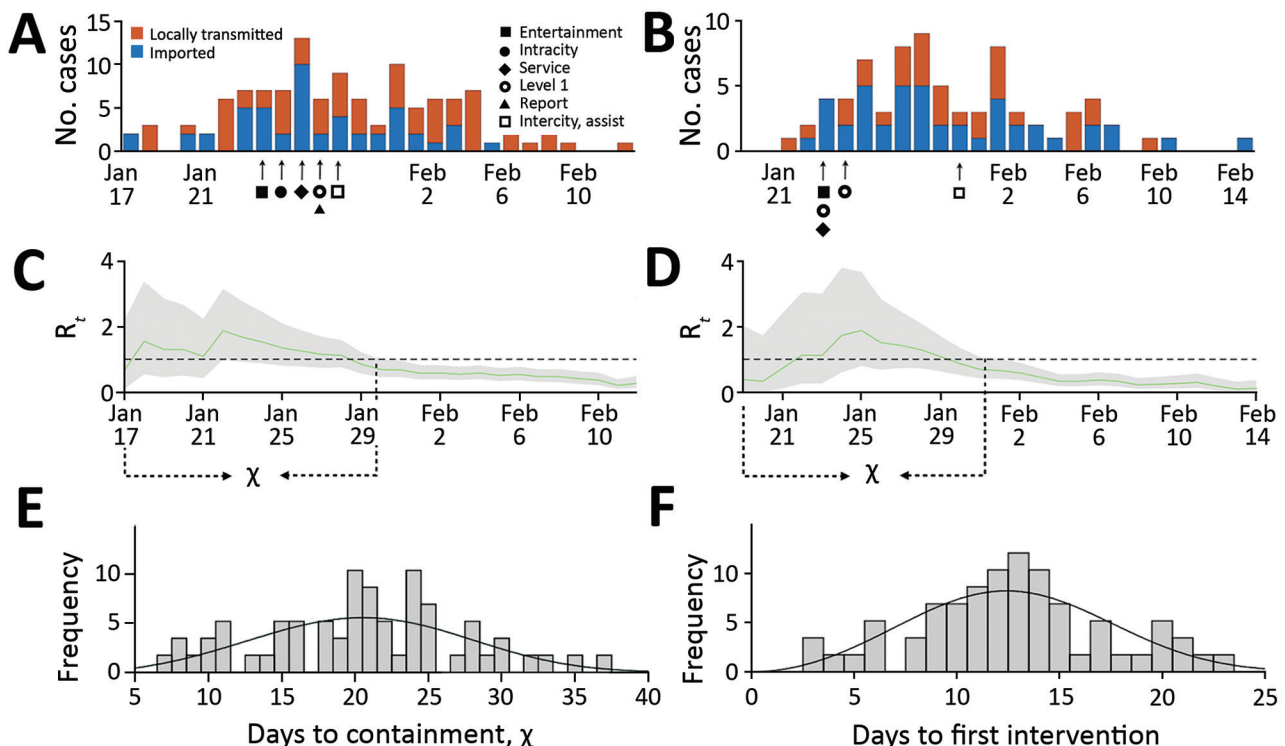 A
No. cases
15
10
5
0
Locally transmitted
Imported
Entertainment
Intracity
Service
Level 1
Report
Intercity, assist
Jan 17
Jan 21
Feb 2
Feb 6
Feb 10
B
No. cases
10
5
0
Jan 21
Feb 2
Feb 6
Feb 10
Feb 14
C
Rt
4
2
0
Jan 17
Jan 21
Jan 25
Jan 29
Feb 2
Feb 6
Feb 10
χ
D
Rt
4
2
0
Jan 21
Jan 25
Jan 29
Feb 2
Feb 6
Feb 10
Feb 14
χ
E
Frequency
10
5
0
5 10 15 20 25 30 35 40
Days to containment, χ
F
Frequency
10
5
0
0 5 10 15 20 25
Days to first intervention